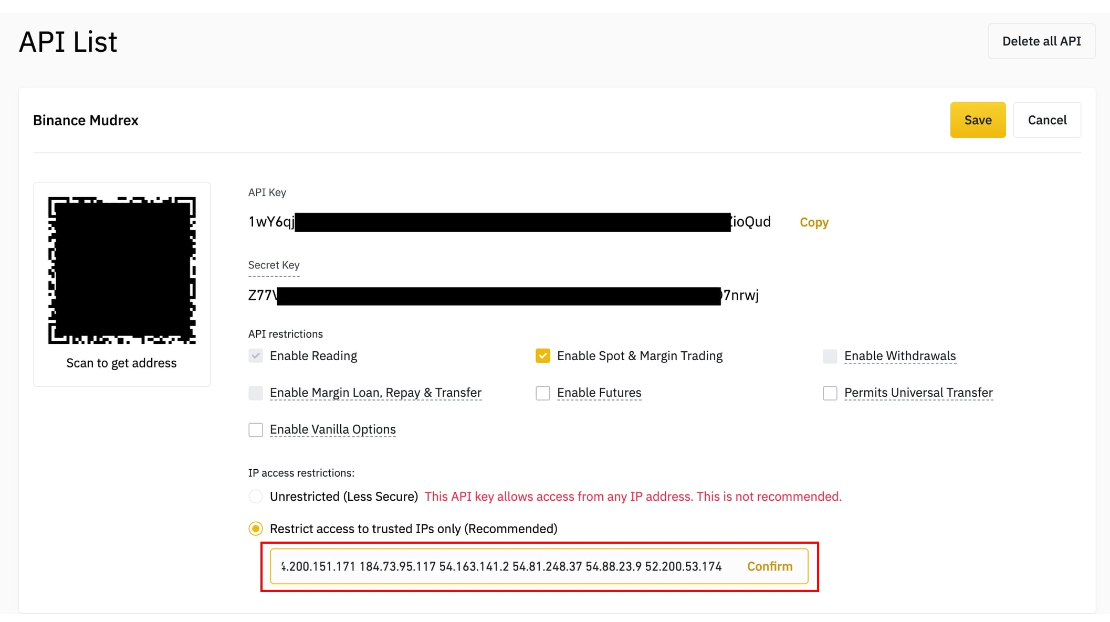 API List
Delete all API
Binance Mudrex
Save
Cancel
API Key
1wY6qj ioQud
Copy
Secret Key
Z77 7nrwj
API restrictions
Enable Reading
Enable Spot & Margin Trading
Enable Withdrawals
Enable Margin Loan, Repay & Transfer
Enable Futures
Permits Universal Transfer
Enable Vanilla Options
Scan to get address
IP access restrictions:
Unrestricted (Less Secure) This API key allows access from any IP address. This is not recommended.
Restrict access to trusted IPs only (Recommended)
.200.151.171 184.73.95.117 54.163.141.2 54.81.248.37 54.88.23.9 52.200.53.174
Confirm